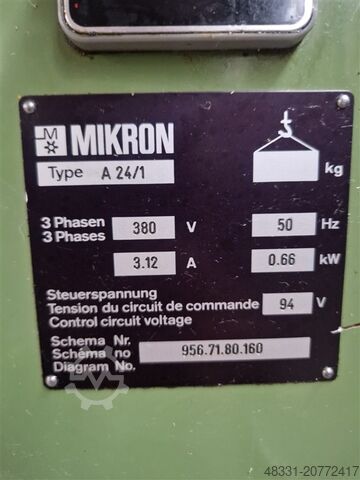 MIKRON
Type A 24/1
kg
3 Phasen
3 Phases
380 V
50 Hz
3.12 A
0.66 kW
Steuerspannung
Tension du circuit de commande
Control circuit voltage
94 V
Schema Nr.
Schéma no
Diagram No.
956.71.80.160
48331-20772417